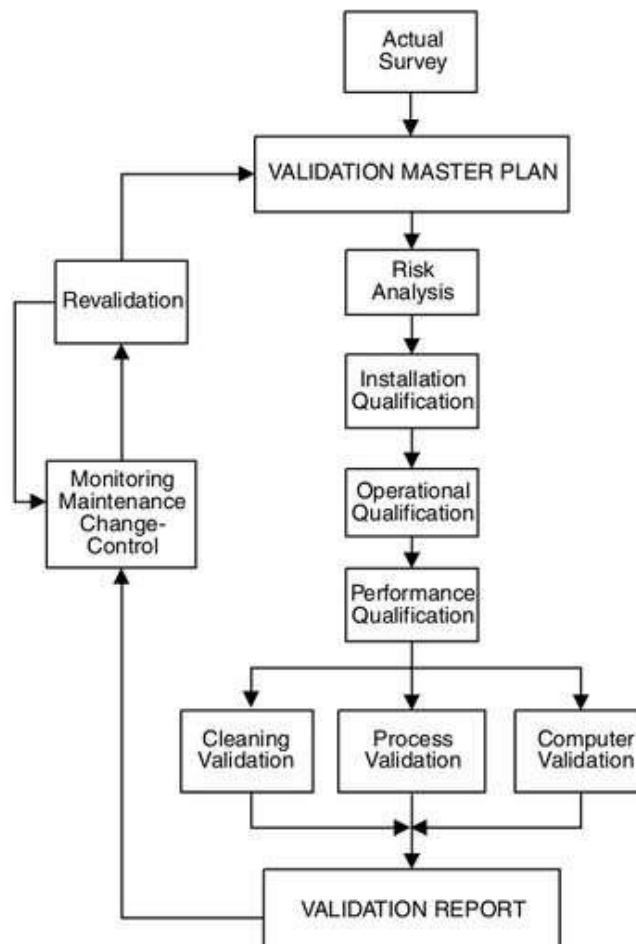 Actual
Survey
VALIDATION MASTER PLAN
Risk
Analysis
Revalidation
Installation
Qualification
Monitoring
Maintenance
Change-
Control
Operational
Qualification
Performance
Qualification
Cleaning
Validation
Process
Validation
Computer
Validation
VALIDATION REPORT